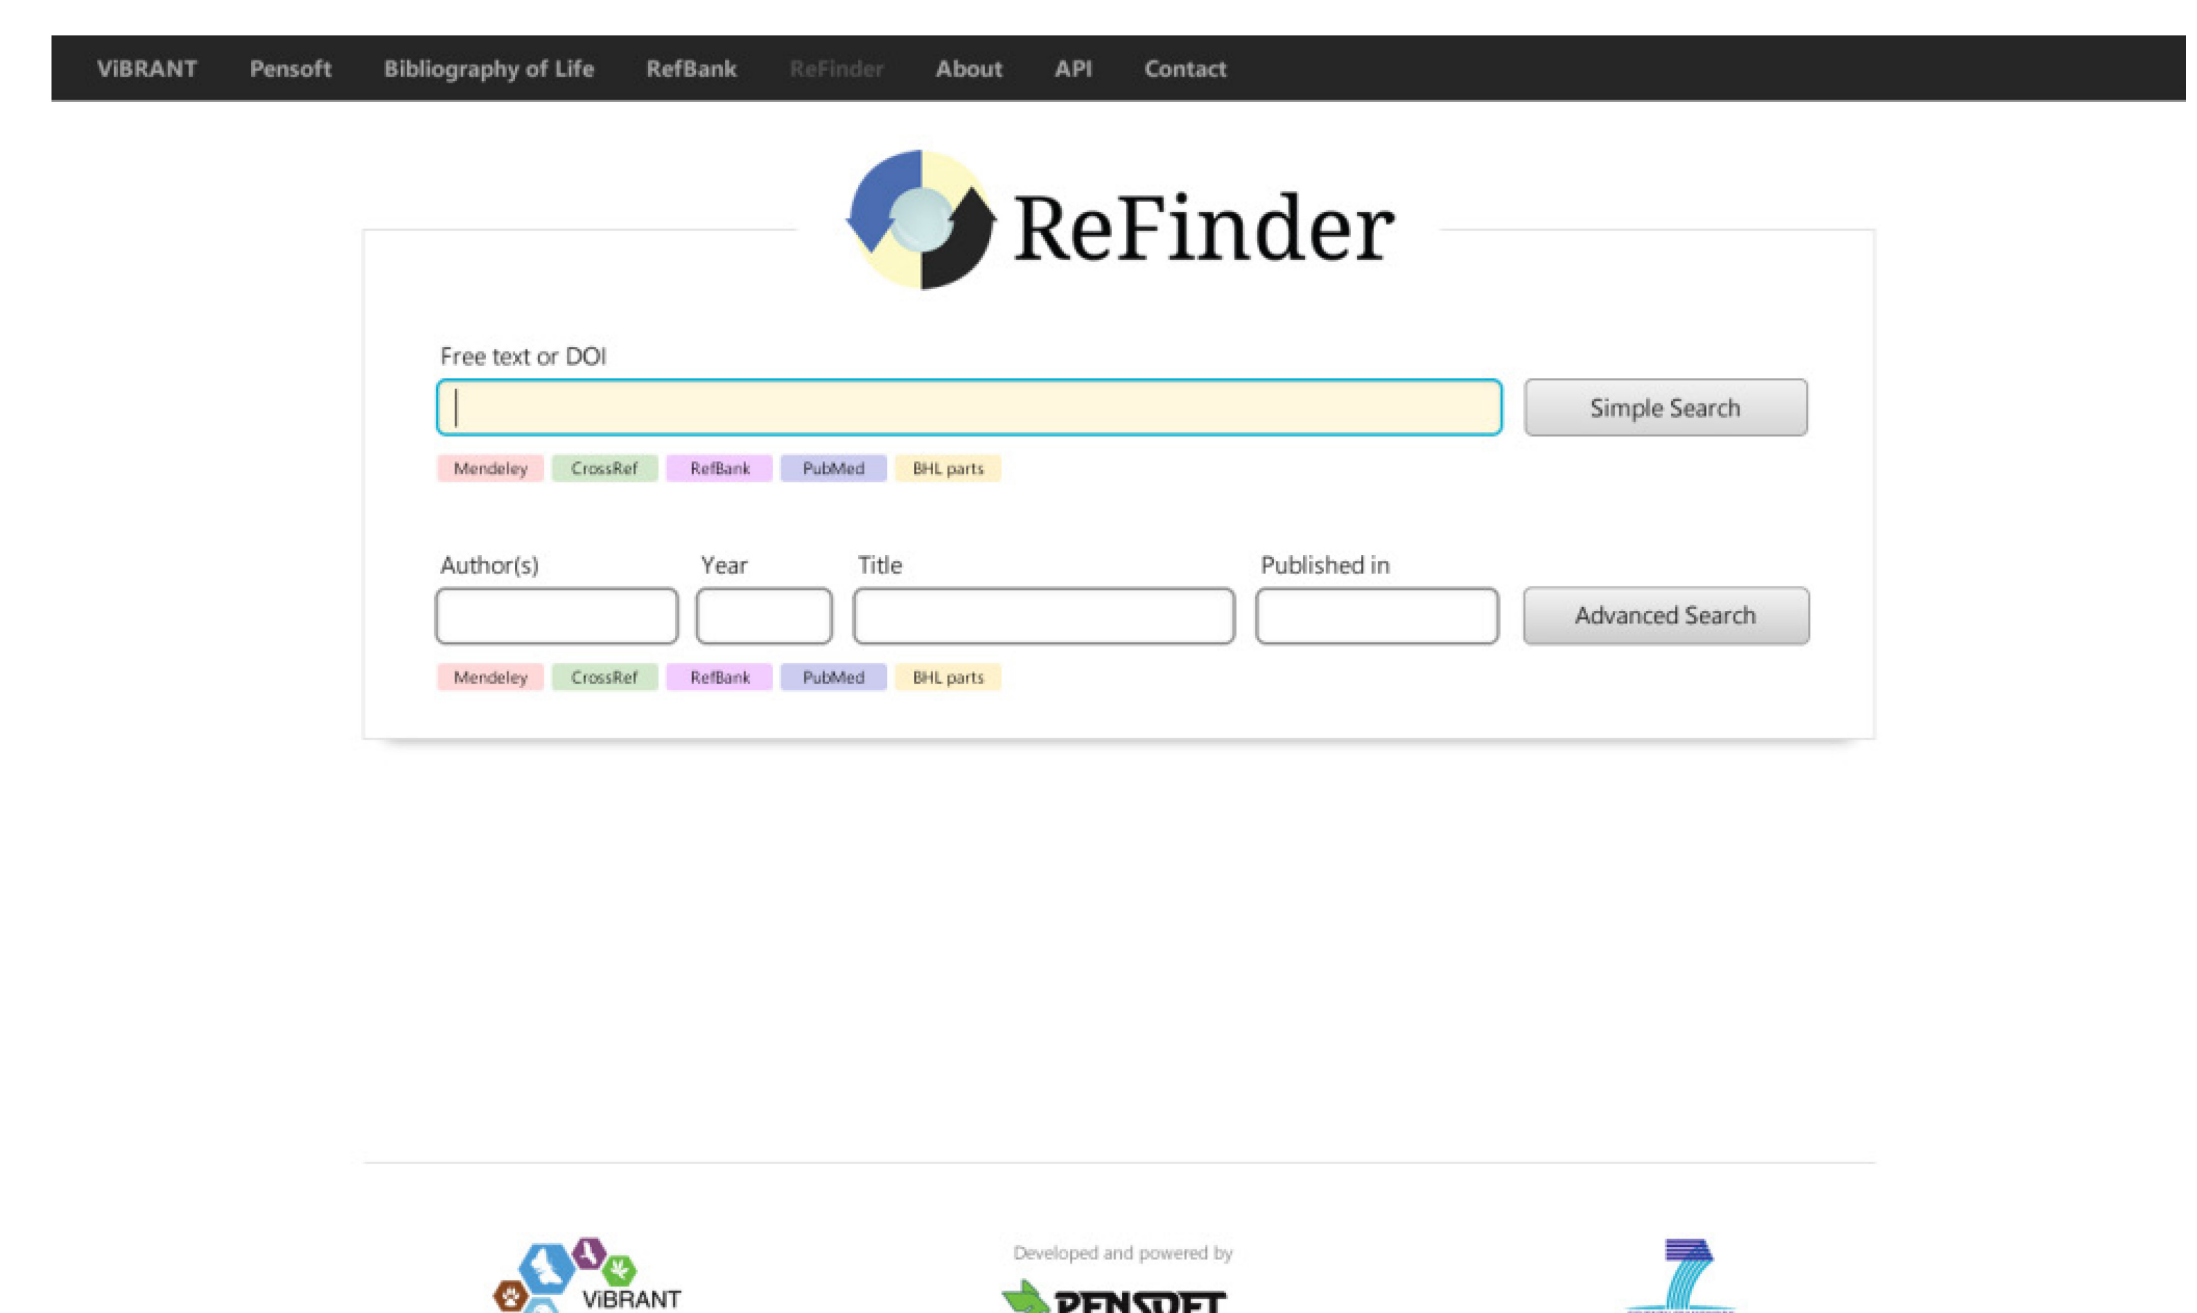 ViBRANT Pensoft Bibliography of Life RefBank ReFinder About API Contact
ReFinder
Free text or DOI
Simple Search
Mendeley CrossRef RefBank PubMed BHL parts
Author(s) Year Title Published in
Advanced Search
Mendeley CrossRef RefBank PubMed BHL parts
Developed and powered by
ViBRANT
PENSOFT